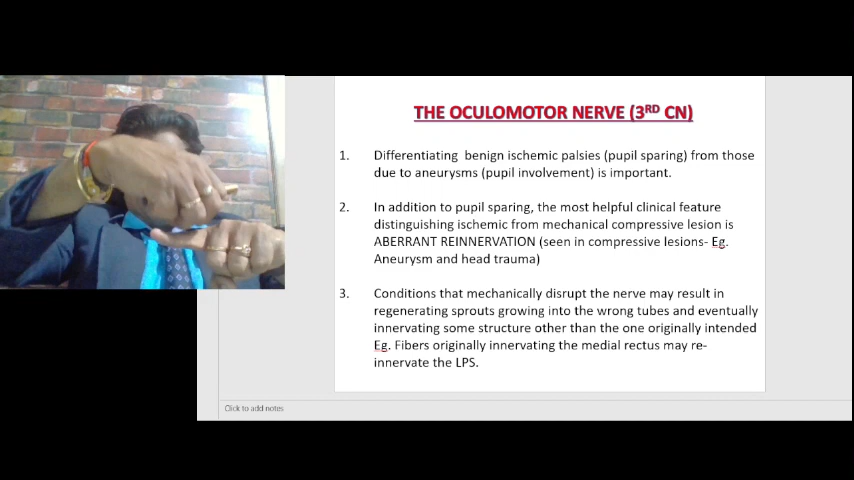 THE OCULOMOTOR NERVE (3RD CN)
1. Differentiating benign ischemic palsies (pupil sparing) from those
due to aneurysms (pupil involvement) is important.
2. In addition to pupil sparing, the most helpful clinical feature
distinguishing ischemic from mechanical compressive lesion is
ABERRANT REINNERVATION (seen in compressive lesions- Eg.
Aneurysm and head trauma)
3. Conditions that mechanically disrupt the nerve may result in
regenerating sprouts growing into the wrong tubes and eventually
innervating some structure other than the one originally intended
Eg. Fibers originally innervating the medial rectus may re-
innervate the LPS.
Click to add notes